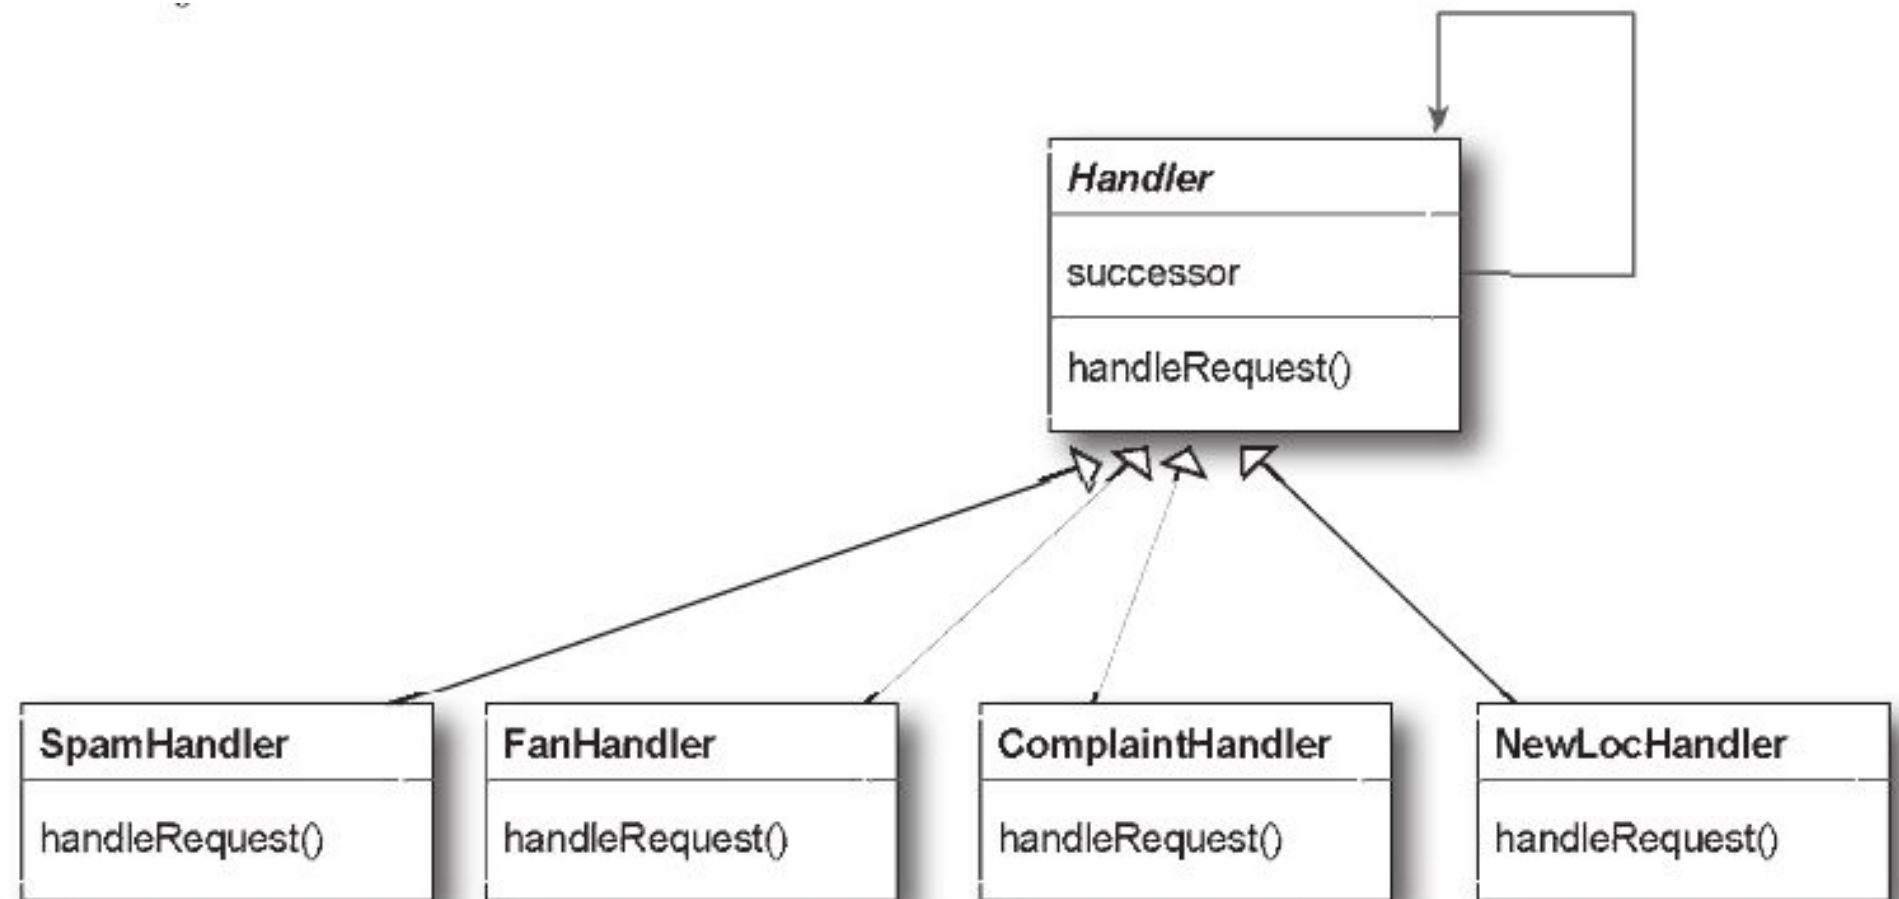 Handler
successor
handleRequest()
SpamHandler
handleRequest()
FanHandler
handleRequest()
ComplaintHandler
handleRequest()
NewLocHandler
handleRequest()